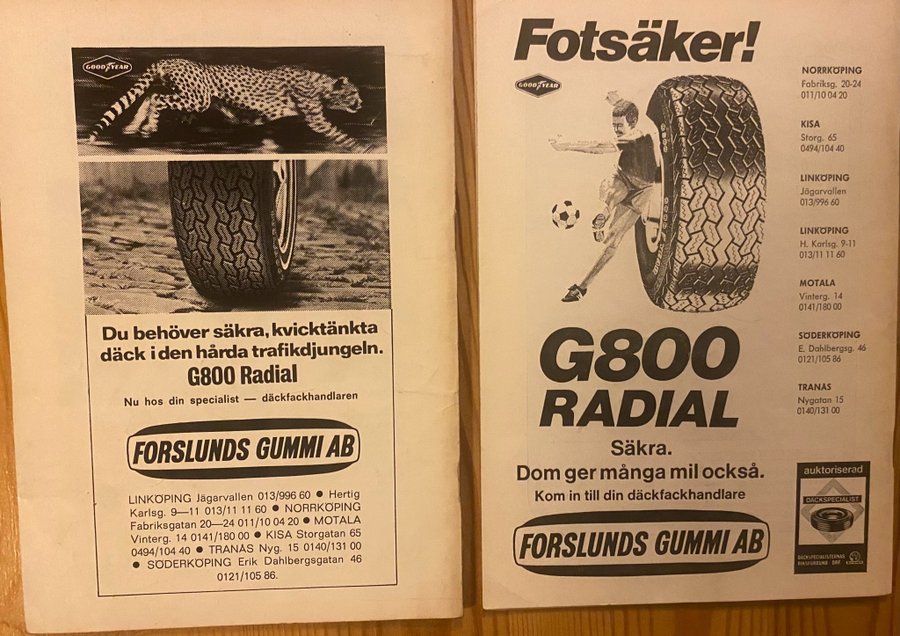 GOODYEAR
Du behöver säkra, kvicktänkta
däck i den hårda trafikdjungeln.
G800 Radial
Nu hos din specialist — däckfackhandlaren
FORSLUNDS GUMMI AB
LINKÖPING Jägarvallen 013/996 60 ● Hertig
Karlsg. 9—11 013/11 11 60 ● NORRKÖPING
Fabriksgatan 20—24 011/10 04 20 ● MOTALA
Vinterg. 14 0141/180 00 ● KISA Storgatan 65
0494/104 40 ● TRANÅS Nyg. 15 0140/131 00
● SÖDERKÖPING Erik Dahlbergsgatan 46
0121/105 86.
Fotsäker!
GOODYEAR
NORRKÖPING
Fabriksg. 20-24
011/10 04 20
KISA
Storg. 65
0494/104 40
LINKÖPING
Jägarvallen
013/996 60
LINKÖPING
H. Karlsg. 9-11
013/11 11 60
MOTALA
Vinterg. 14
0141/180 00
SÖDERKÖPING
E. Dahlbergsg. 46
0121/105 86
TRANÅS
Nygatan 15
0140/131 00
G800
RADIAL
Säkra.
Dom ger många mil också.
Kom in till din däckfackhandlare
FORSLUNDS GUMMI AB
auktoriserad
DÄCKSPECIALIST
DÄCKSPECIALISTERNAS
RIKSFÖRBUND DRF